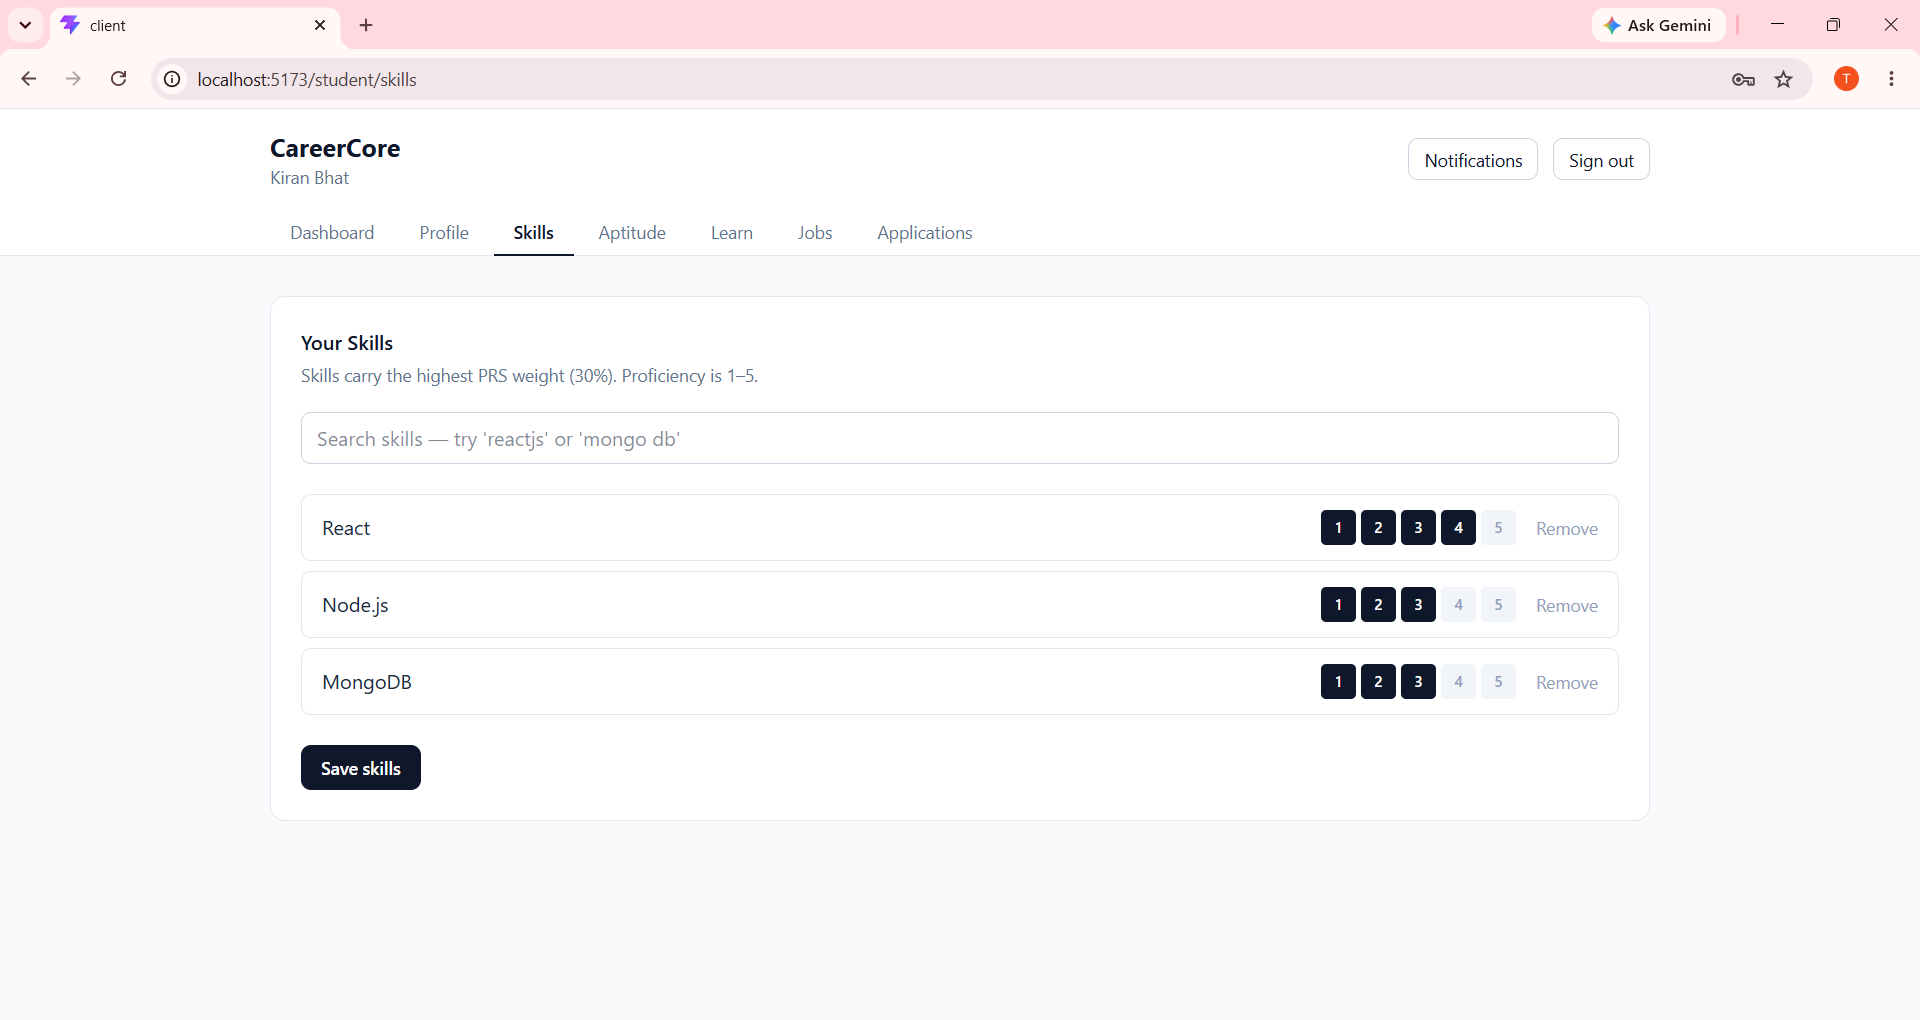 client
Ask Gemini
localhost:5173/student/skills
T
CareerCore
Kiran Bhat
Notifications
Sign out
Dashboard Profile Skills Aptitude Learn Jobs Applications
Your Skills
Skills carry the highest PRS weight (30%). Proficiency is 1–5.
Search skills — try 'reactjs' or 'mongo db'
React 1 2 3 4 5 Remove
Node.js 1 2 3 4 5 Remove
MongoDB 1 2 3 4 5 Remove
Save skills